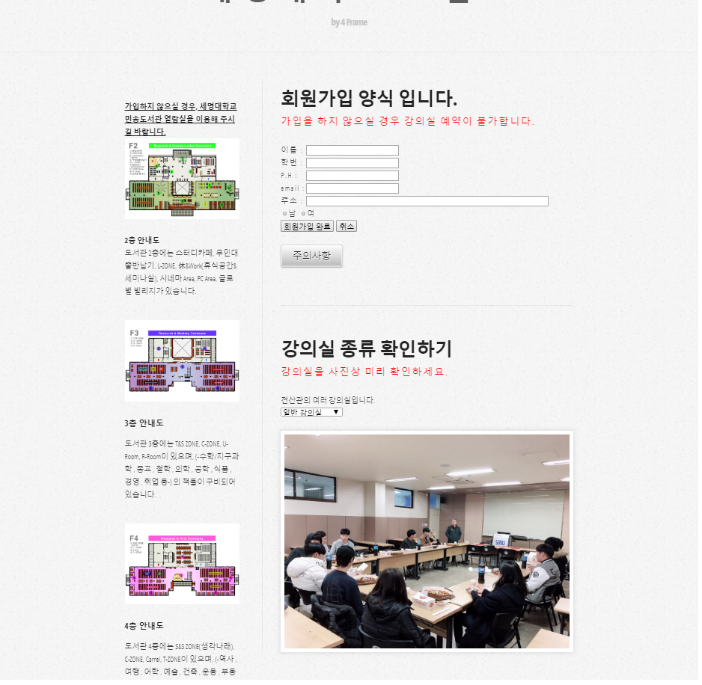 by 4 Frame
가입하지 않으실 경우, 세명대학교
민송도서관 열람실을 이용해 주시
길 바랍니다.
F2
2층 안내도
도서관 2층에는 스터디카페, 무인대
출반납기, L-ZONE, 休&Work(휴식공간&
세미나실), 시네마 Area, PC Area, 글로
벌 빌리지가 있습니다.
F3
3층 안내도
도서관 3층에는 T&S ZONE, C-ZONE, U-
Room, R-Room이 있으며, (-수학/지구과
학 , 종교 , 철학 , 의학 , 공학 , 식품 ,
경영 , 취업 등-) 의 책들이 구비되어
있습니다.
F4
4층 안내도
도서관 4층에는 S&S ZONE(생각나래),
C-ZONE, Carrel, T-ZONE이 있으며, (-역사 ,
여행 , 어학 , 예술 , 건축 , 운동 , 부동
회원가입 양식 입니다.
가입을 하지 않으실 경우 강의실 예약이 불가합니다.
이름 :
학번 :
P.H :
email :
주소 :
남 여
회원가입 완료 취소
주의사항
강의실 종류 확인하기
강의실을 사진상 미리 확인하세요.
전산관의 여러 강의실입니다.
일반 강의실